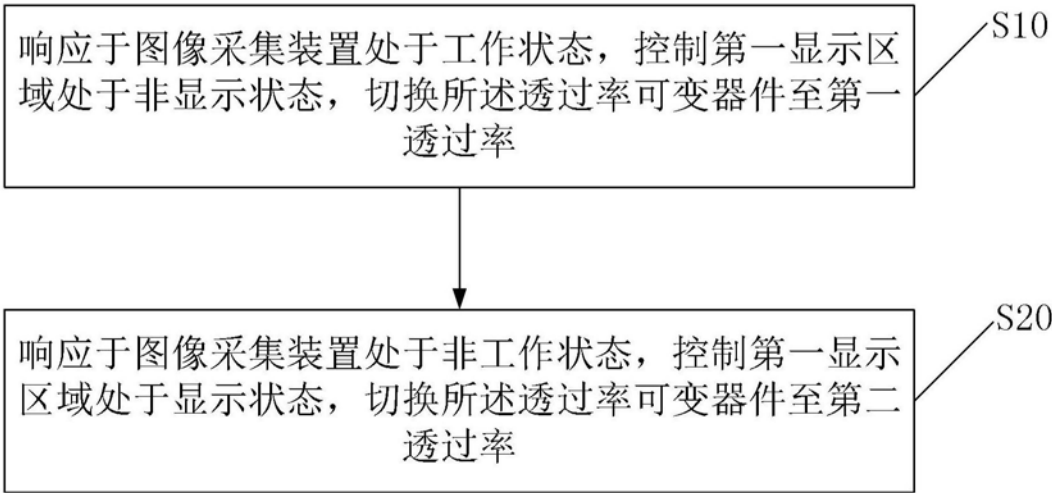 响应于图像采集装置处于工作状态，控制第一显示区
域处于非显示状态，切换所述透过率可变器件至第一
透过率
S10
响应于图像采集装置处于非工作状态，控制第一显示
区域处于显示状态，切换所述透过率可变器件至第二
透过率
S20